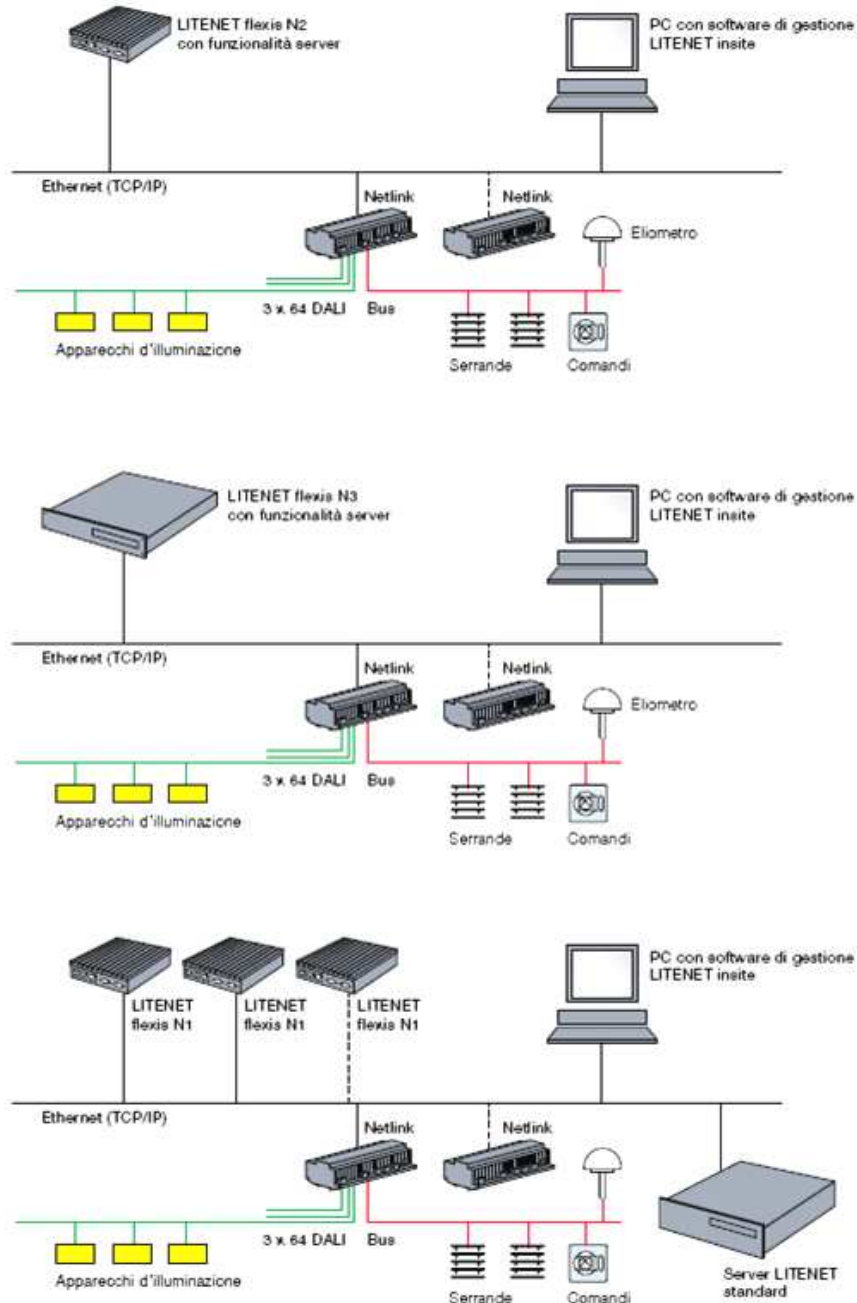 LITENET flexis N2
con funzionalità server
PC con software di gestione
LITENET insite
Ethernet (TCP/IP)
Netlink
Netlink
Eliometro
3 x 64 DALI
Bus
Apparecchi d'illuminazione
Serrande
Comandi
LITENET flexis N3
con funzionalità server
PC con software di gestione
LITENET insite
Ethernet (TCP/IP)
Netlink
Netlink
Eliometro
3 x 64 DALI
Bus
Apparecchi d'illuminazione
Serrande
Comandi
LITENET
flexis N1
LITENET
flexis N1
LITENET
flexis N1
PC con software di gestione
LITENET insite
Ethernet (TCP/IP)
Netlink
Netlink
3 x 64 DALI
Bus
Apparecchi d'illuminazione
Serrande
Comandi
Server LITENET
standard